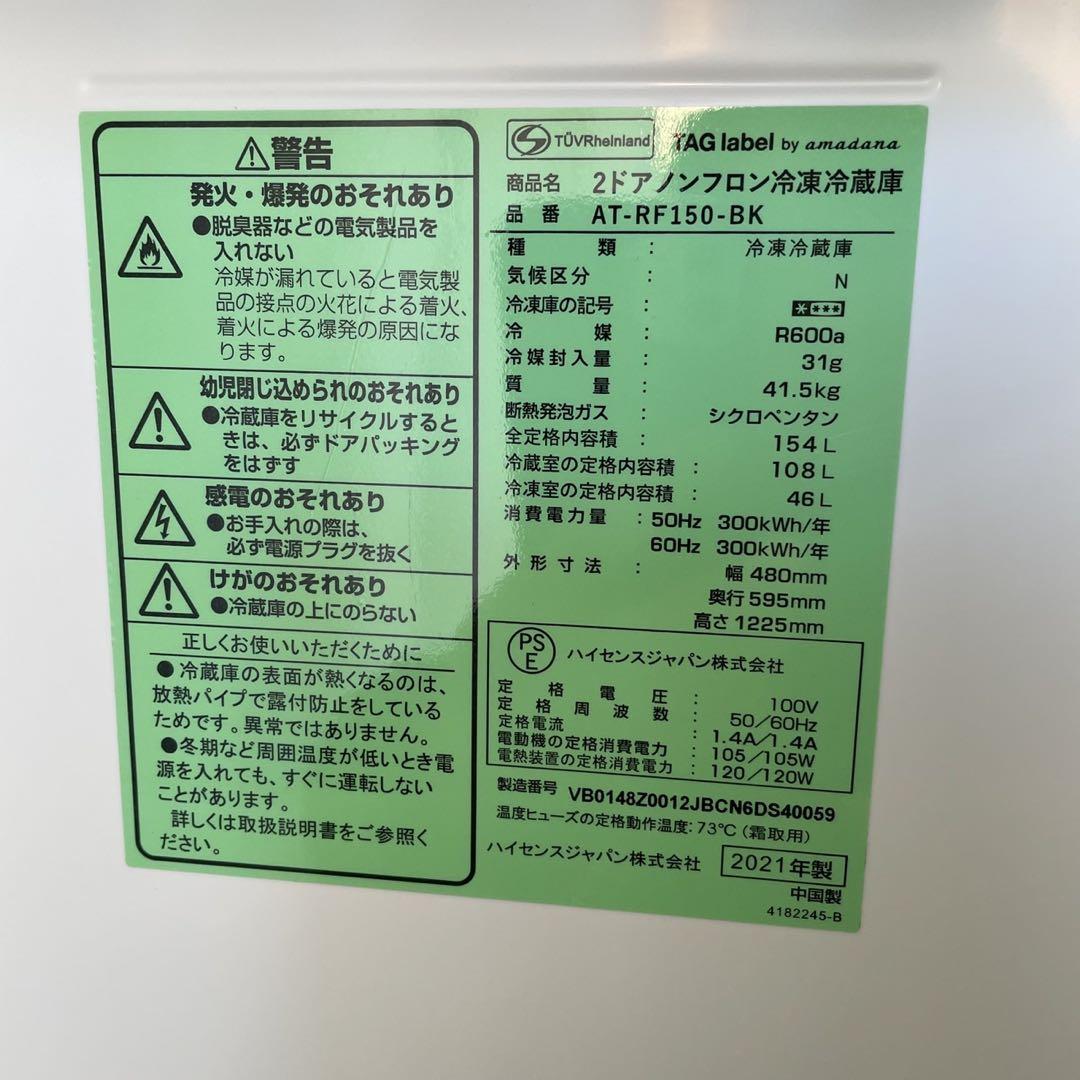 ⚠警告
発火・爆発のおそれあり
●脱臭器などの電気製品を
入れない
冷媒が漏れていると電気製
品の接点の火花による着火、
着火による爆発の原因にな
ります。
幼児閉じ込められのおそれあり
●冷蔵庫をリサイクルすると
きは、必ずドアパッキング
をはずす
感電のおそれあり
●お手入れの際は、
必ず電源プラグを抜く
けがのおそれあり
●冷蔵庫の上にのらない
正しくお使いいただくために
●冷蔵庫の表面が熱くなるのは、
放熱パイプで露付防止をしている
ためです。異常ではありません。
●冬期など周囲温度が低いとき電
源を入れても、すぐに運転しない
ことがあります。
詳しくは取扱説明書をご参照く
ださい。
TÜVRheinland TAG label by amadana
商品名 2ドアノンフロン冷凍冷蔵庫
品番 AT-RF150-BK
種類: 冷凍冷蔵庫
気候区分: N
冷凍庫の記号: ****
冷媒: R600a
冷媒封入量: 31g
質量: 41.5kg
断熱発泡ガス: シクロペンタン
全定格内容積: 154L
冷蔵室の定格内容積: 108L
冷凍室の定格内容積: 46L
消費電力量: 50Hz 300kWh/年
60Hz 300kWh/年
外形寸法: 幅 480mm
奥行 595mm
高さ 1225mm
PSE ハイセンスジャパン株式会社
定格電圧: 100V
定格周波数: 50/60Hz
定格電流: 1.4A/1.4A
電動機の定格消費電力: 105/105W
電熱装置の定格消費電力: 120/120W
製造番号 VB0148Z0012JBCN6DS40059
温度ヒューズの定格動作温度:73℃(霜取用)
ハイセンスジャパン株式会社 2021年製
中国製
4182245-B